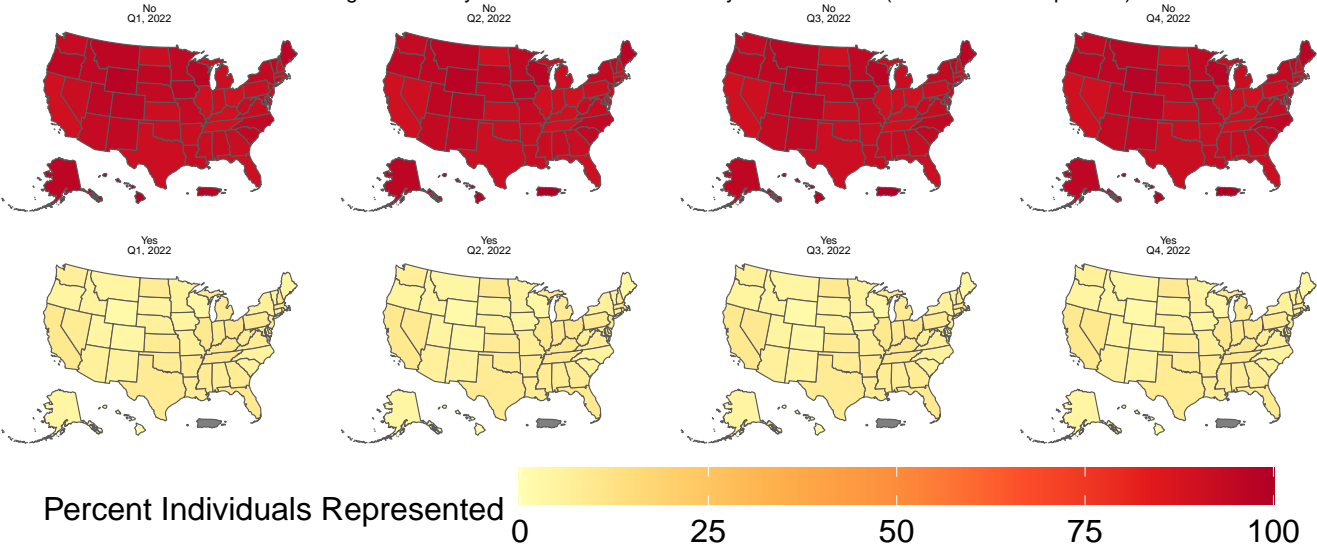 No
Q1, 2022
No
Q2, 2022
No
Q3, 2022
No
Q4, 2022
Yes
Q1, 2022
Yes
Q2, 2022
Yes
Q3, 2022
Yes
Q4, 2022
Percent Individuals Represented
0 25 50 75 100